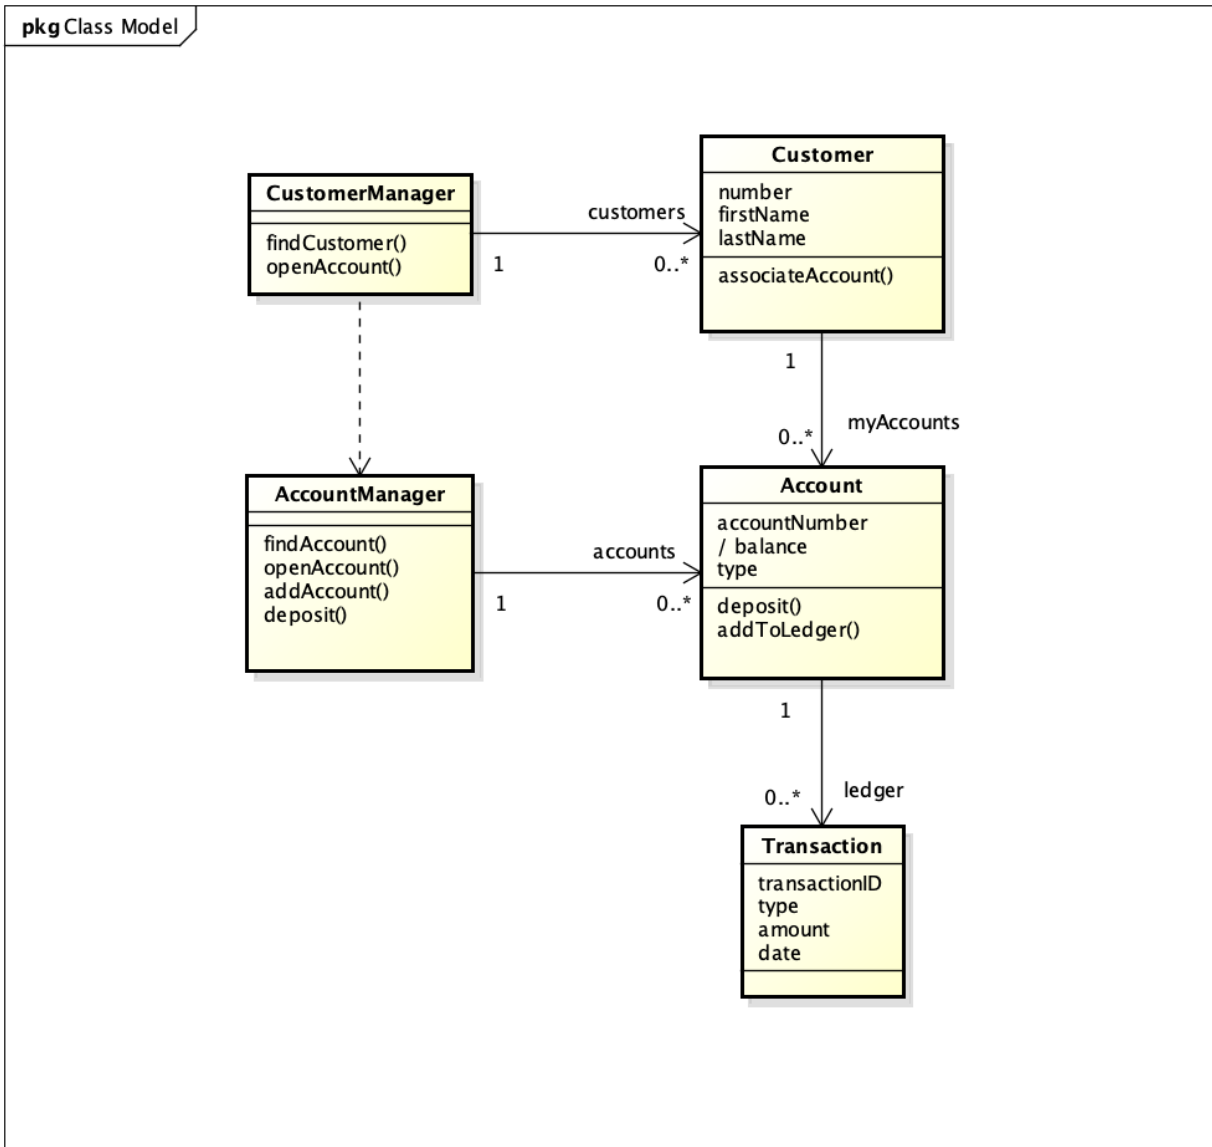 pkg Class Model
Customer
number
firstName
lastName
associateAccount()
CustomerManager
findCustomer()
openAccount()
customers
1
0..*
1
0..*
myAccounts
AccountManager
findAccount()
openAccount()
addAccount()
deposit()
accounts
1
0..*
Account
accountNumber
/ balance
type
deposit()
addToLedger()
1
0..*
ledger
Transaction
transactionID
type
amount
date